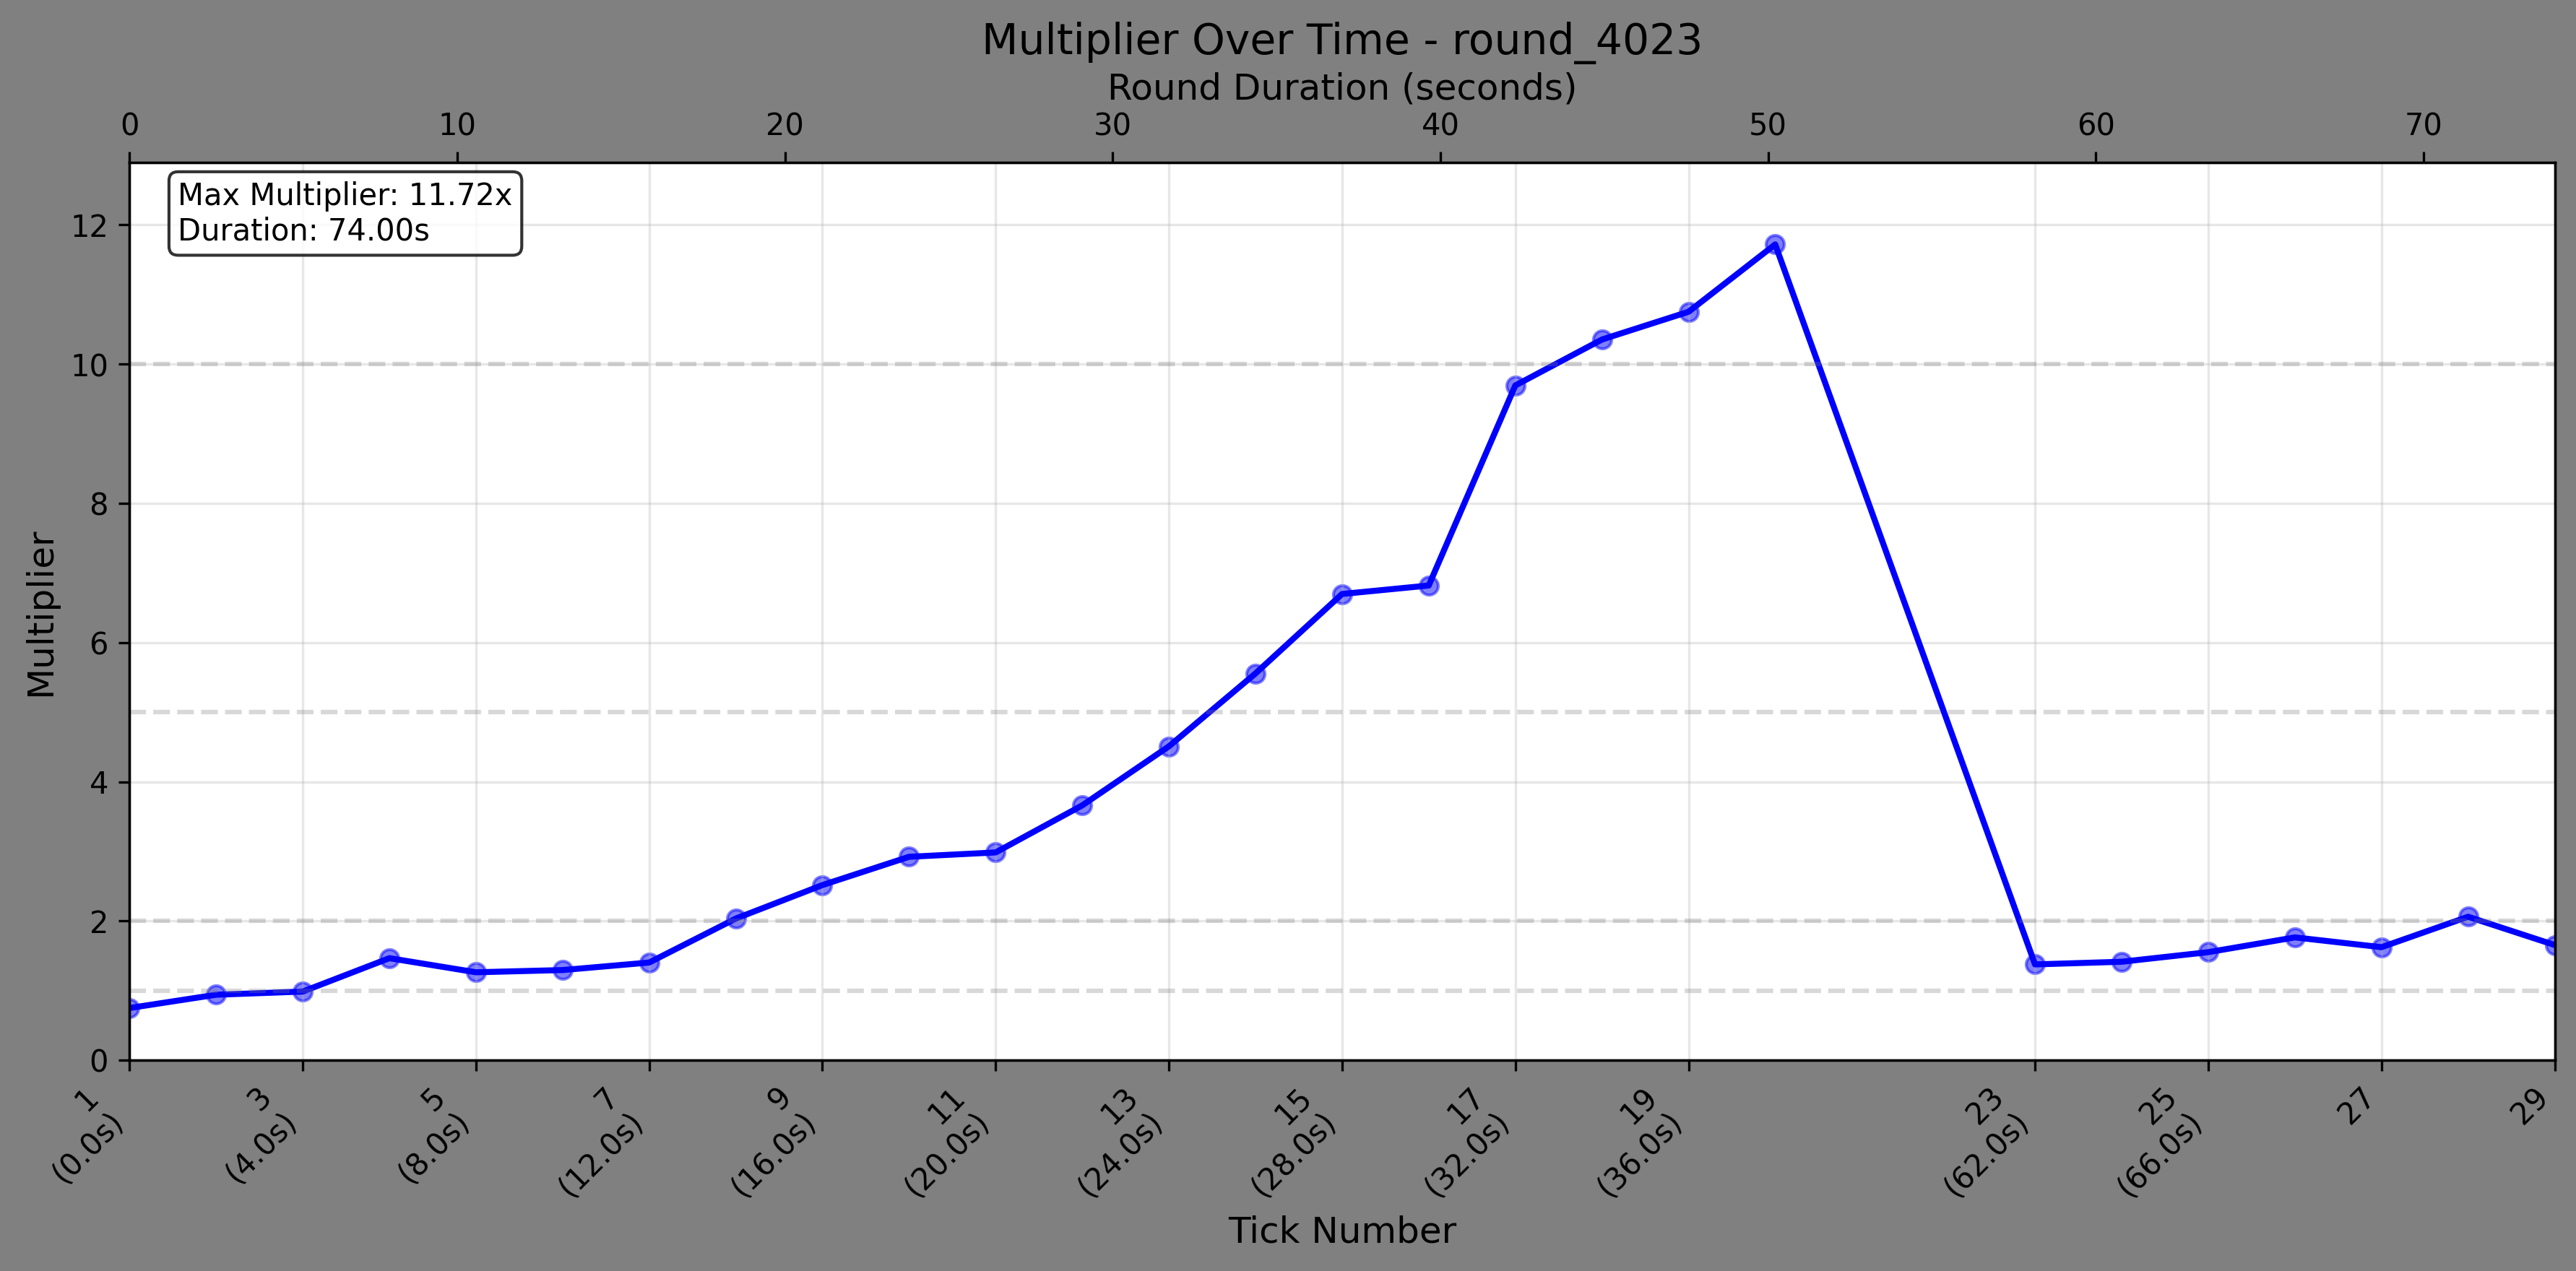 Multiplier Over Time - round_4023
Round Duration (seconds)
0 10 20 30 40 50 60 70
Max Multiplier: 11.72x
Duration: 74.00s
12
10
8
6
4
2
0
Multiplier
1
(0.0s)
3
(4.0s)
5
(8.0s)
7
(12.0s)
9
(16.0s)
11
(20.0s)
13
(24.0s)
15
(28.0s)
17
(32.0s)
19
(36.0s)
23
(62.0s)
25
(66.0s)
27
29
Tick Number